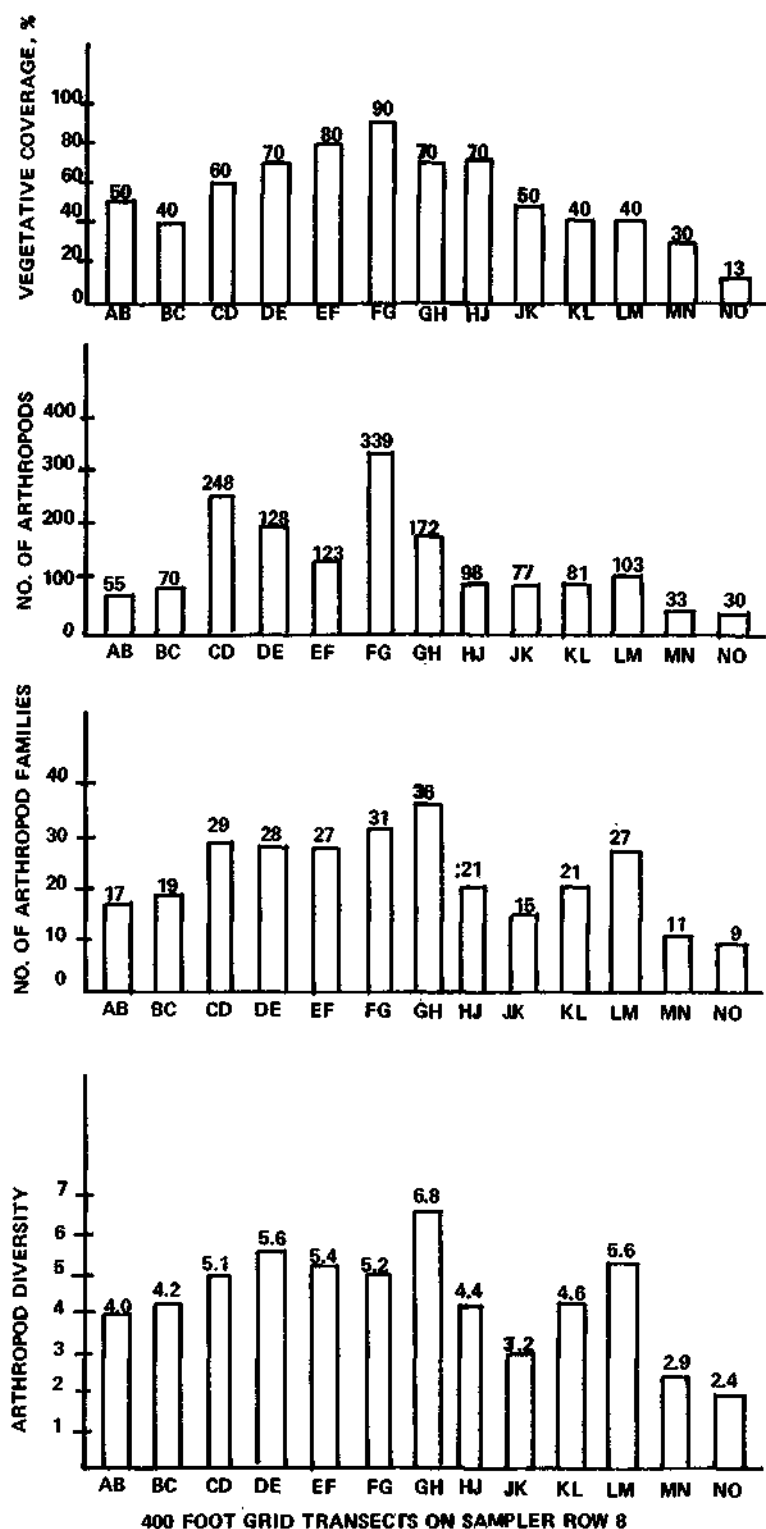 VEGETATIVE COVERAGE, %
100
80
60
40
20
0
50 40 60 70 80 90 70 70 50 40 40 30 13
AB BC CD DE EF FG GH HJ JK KL LM MN NO
NO. OF ARTHROPODS
400
300
200
100
0
55 70 248 128 123 339 172 98 77 81 103 33 30
AB BC CD DE EF FG GH HJ JK KL LM MN NO
NO. OF ARTHROPOD FAMILIES
40
30
20
10
0
17 19 29 28 27 31 36 21 15 21 27 11 9
AB BC CD DE EF FG GH HJ JK KL LM MN NO
ARTHROPOD DIVERSITY
7
6
5
4
3
2
1
4.0 4.2 5.1 5.6 5.4 5.2 6.8 4.4 3.2 4.6 5.6 2.9 2.4
AB BC CD DE EF FG GH HJ JK KL LM MN NO
400 FOOT GRID TRANSECTS ON SAMPLER ROW 8